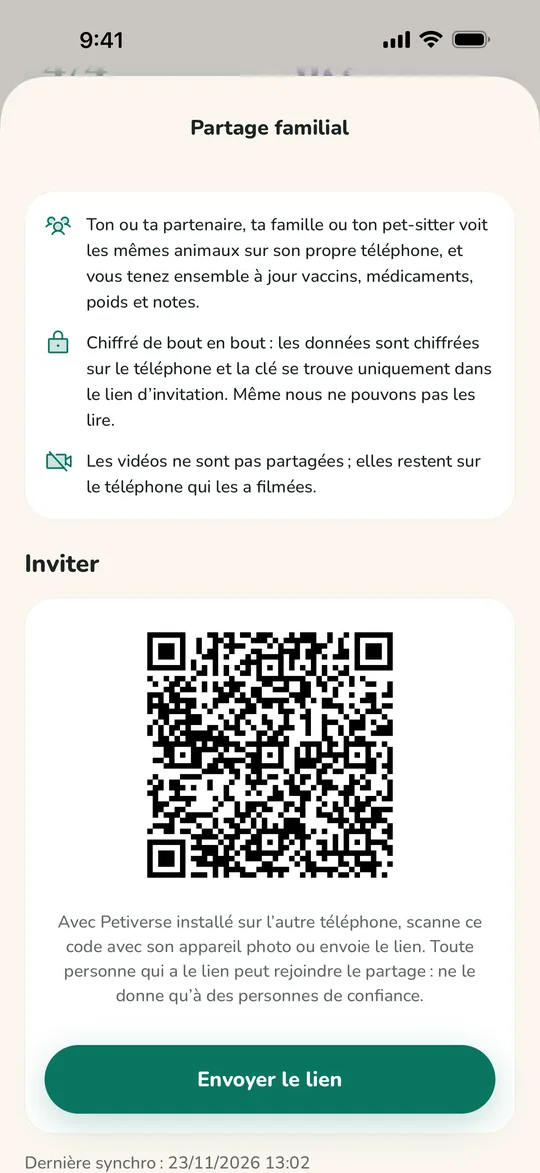 9:41
Partage familial
Ton ou ta partenaire, ta famille ou ton pet-sitter voit
les mêmes animaux sur son propre téléphone, et
vous tenez ensemble à jour vaccins, médicaments,
poids et notes.
Chiffré de bout en bout : les données sont chiffrées
sur le téléphone et la clé se trouve uniquement dans
le lien d’invitation. Même nous ne pouvons pas les
lire.
Les vidéos ne sont pas partagées ; elles restent sur
le téléphone qui les a filmées.
Inviter
Avec Petiverse installé sur l’autre téléphone, scanne ce
code avec son appareil photo ou envoie le lien. Toute
personne qui a le lien peut rejoindre le partage : ne le
donne qu’à des personnes de confiance.
Envoyer le lien
Dernière synchro : 23/11/2026 13:02